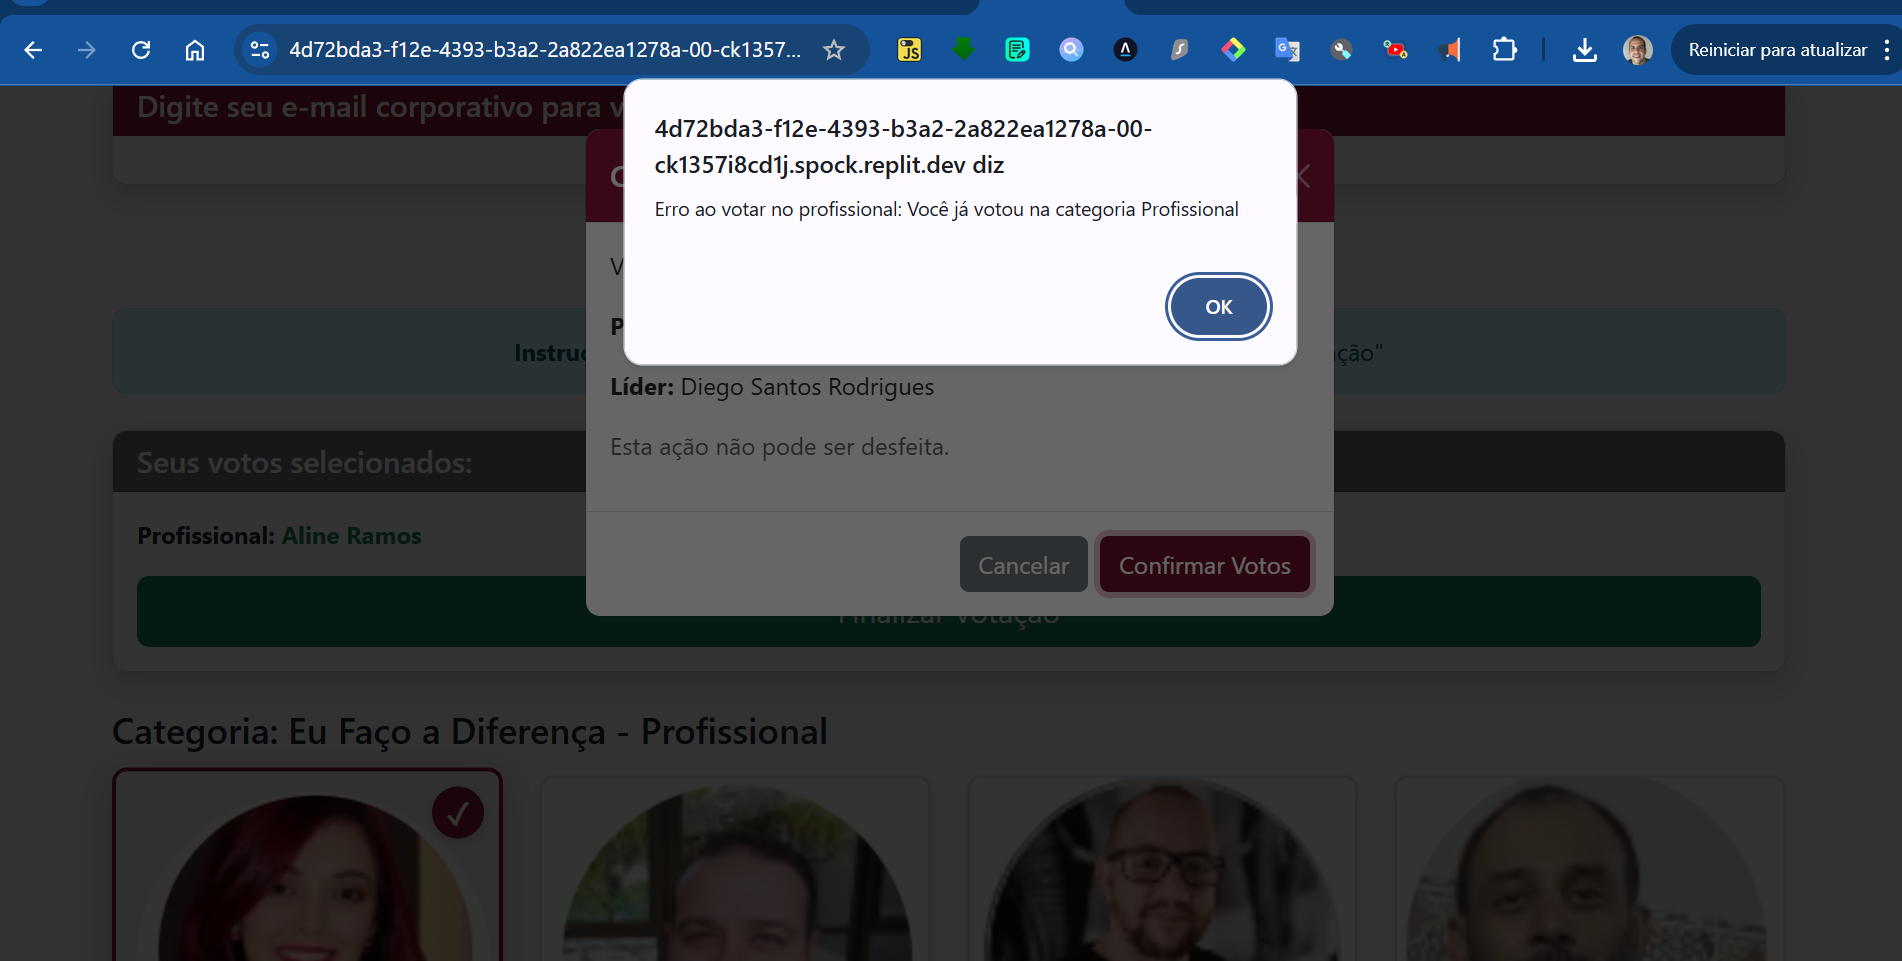 4d72bda3-f12e-4393-b3a2-2a822ea1278a-00-ck1357...
Reiniciar para atualizar
Digite seu e-mail corporativo para v
4d72bda3-f12e-4393-b3a2-2a822ea1278a-00-
ck1357i8cd1j.spock.replit.dev diz
Erro ao votar no profissional: Você já votou na categoria Profissional
OK
V
P
Instruç
ção"
Líder: Diego Santos Rodrigues
Esta ação não pode ser desfeita.
Seus votos selecionados:
Profissional: Aline Ramos
Cancelar
Confirmar Votos
Finalizar Votação
Categoria: Eu Faço a Diferença - Profissional